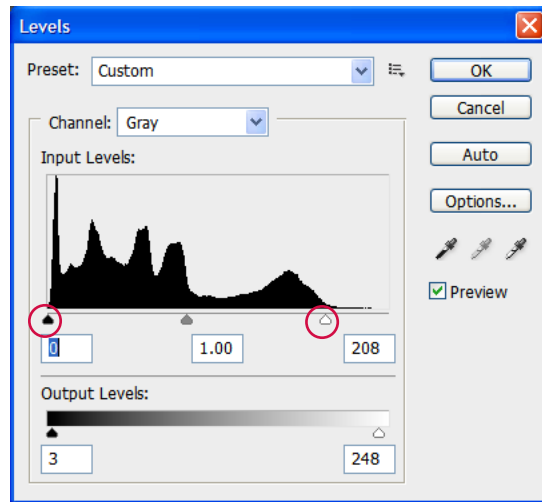 Levels
Preset: Custom
OK
Cancel
Auto
Options...
Preview
Channel: Gray
Input Levels:
0 1.00 208
Output Levels:
3 248